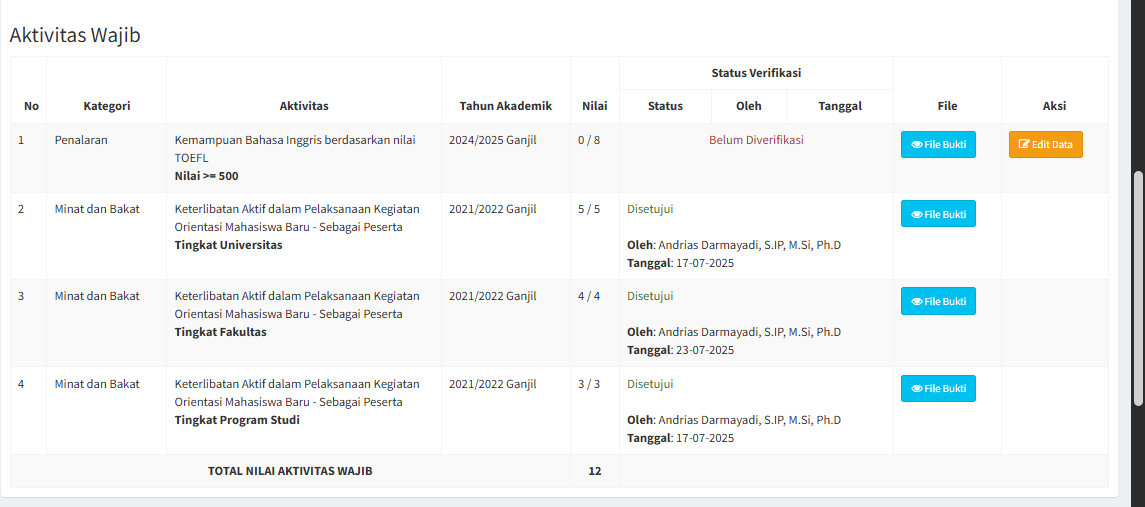 Aktivitas Wajib
Status Verifikasi
No Kategori Aktivitas Tahun Akademik Nilai Status Oleh Tanggal File Aksi
1 Penalaran Kemampuan Bahasa Inggris berdasarkan nilai 2024/2025 Ganjil 0 / 8 Belum Diverifikasi File Bukti Edit Data
TOEFL
Nilai >= 500
2 Minat dan Bakat Keterlibatan Aktif dalam Pelaksanaan Kegiatan 2021/2022 Ganjil 5 / 5 Disetujui File Bukti
Orientasi Mahasiswa Baru - Sebagai Peserta
Tingkat Universitas Oleh: Andrias Darmayadi, S.IP, M.Si, Ph.D
Tanggal: 17-07-2025
3 Minat dan Bakat Keterlibatan Aktif dalam Pelaksanaan Kegiatan 2021/2022 Ganjil 4 / 4 Disetujui File Bukti
Orientasi Mahasiswa Baru - Sebagai Peserta
Tingkat Fakultas Oleh: Andrias Darmayadi, S.IP, M.Si, Ph.D
Tanggal: 23-07-2025
4 Minat dan Bakat Keterlibatan Aktif dalam Pelaksanaan Kegiatan 2021/2022 Ganjil 3 / 3 Disetujui File Bukti
Orientasi Mahasiswa Baru - Sebagai Peserta
Tingkat Program Studi Oleh: Andrias Darmayadi, S.IP, M.Si, Ph.D
Tanggal: 17-07-2025
TOTAL NILAI AKTIVITAS WAJIB 12